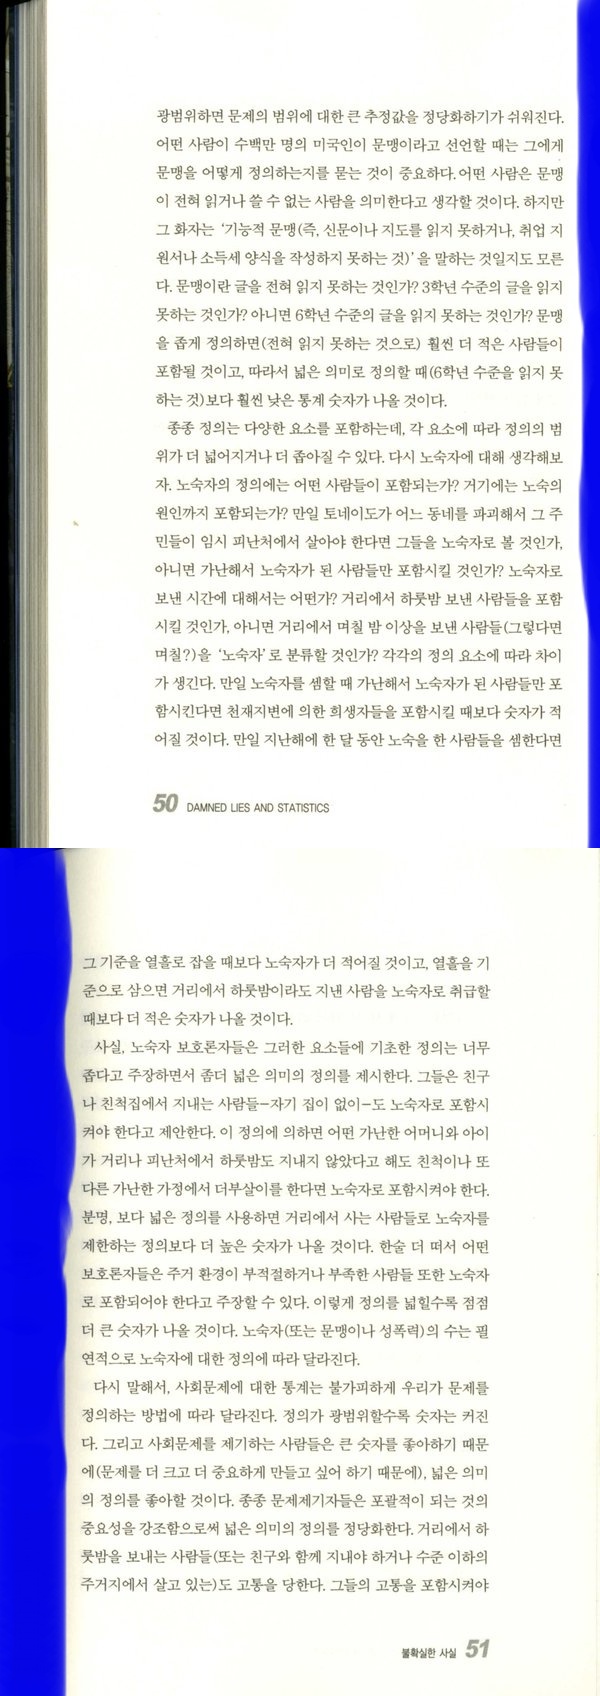 광범위하면 문제의 범위에 대한 큰 추정값을 정당화하기가 쉬워진다.
어떤 사람이 수백만 명의 미국인이 문맹이라고 선언할 때는 그에게
문맹을 어떻게 정의하는지를 묻는 것이 중요하다. 어떤 사람은 문맹
이 전혀 읽거나 쓸 수 없는 사람을 의미한다고 생각할 것이다. 하지만
그 화자는 ‘기능적 문맹(즉, 신문이나 지도를 읽지 못하거나, 취업 지
원서나 소득세 양식을 작성하지 못하는 것)’을 말하는 것일지도 모른
다. 문맹이란 글을 전혀 읽지 못하는 것인가? 3학년 수준의 글을 읽지
못하는 것인가? 아니면 6학년 수준의 글을 읽지 못하는 것인가? 문맹
을 좁게 정의하면(전혀 읽지 못하는 것으로) 훨씬 더 적은 사람들이
포함될 것이고, 따라서 넓은 의미로 정의할 때(6학년 수준을 읽지 못
하는 것)보다 훨씬 낮은 통계 숫자가 나올 것이다.
종종 정의는 다양한 요소를 포함하는데, 각 요소에 따라 정의의 범
위가 더 넓어지거나 더 좁아질 수 있다. 다시 노숙자에 대해 생각해보
자. 노숙자의 정의에는 어떤 사람들이 포함되는가? 거기에는 노숙의
원인까지 포함되는가? 만일 토네이도가 어느 동네를 파괴해서 그 주
민들이 임시 피난처에서 살아야 한다면 그들을 노숙자로 볼 것인가,
아니면 가난해서 노숙자가 된 사람들만 포함시킬 것인가? 노숙자로
보낸 시간에 대해서는 어떤가? 거리에서 하룻밤 보낸 사람들을 포함
시킬 것인가, 아니면 거리에서 며칠 밤 이상을 보낸 사람들(그렇다면
며칠?)을 ‘노숙자’로 분류할 것인가? 각각의 정의 요소에 따라 차이
가 생긴다. 만일 노숙자를 셈할 때 가난해서 노숙자가 된 사람들만 포
함시킨다면 천재지변에 의한 희생자들을 포함시킬 때보다 숫자가 적
어질 것이다. 만일 지난해에 한 달 동안 노숙을 한 사람들을 셈한다면
50 DAMNED LIES AND STATISTICS
그 기준을 열흘로 잡을 때보다 노숙자가 더 적어질 것이고, 열흘을 기
준으로 삼으면 거리에서 하룻밤이라도 지낸 사람을 노숙자로 취급할
때보다 더 적은 숫자가 나올 것이다.
사실, 노숙자 보호론자들은 그러한 요소들에 기초한 정의는 너무
좁다고 주장하면서 좀더 넓은 의미의 정의를 제시한다. 그들은 친구
나 친척집에서 지내는 사람들–자기 집이 없이–도 노숙자로 포함시
켜야 한다고 제안한다. 이 정의에 의하면 어떤 가난한 어머니와 아이
가 거리나 피난처에서 하룻밤도 지내지 않았다고 해도 친척이나 또
다른 가난한 가정에서 더부살이를 한다면 노숙자로 포함시켜야 한다.
분명, 보다 넓은 정의를 사용하면 거리에서 사는 사람들로 노숙자를
제한하는 정의보다 더 높은 숫자가 나올 것이다. 한술 더 떠서 어떤
보호론자들은 주거 환경이 부적절하거나 부족한 사람들 또한 노숙자
로 포함되어야 한다고 주장할 수 있다. 이렇게 정의를 넓힐수록 점점
더 큰 숫자가 나올 것이다. 노숙자(또는 문맹이나 성폭력)의 수는 필
연적으로 노숙자에 대한 정의에 따라 달라진다.
다시 말해서, 사회문제에 대한 통계는 불가피하게 우리가 문제를
정의하는 방법에 따라 달라진다. 정의가 광범위할수록 숫자는 커진
다. 그리고 사회문제를 제기하는 사람들은 큰 숫자를 좋아하기 때문
에(문제를 더 크고 더 중요하게 만들고 싶어 하기 때문에), 넓은 의미
의 정의를 좋아할 것이다. 종종 문제제기자들은 포괄적이 되는 것의
중요성을 강조함으로써 넓은 의미의 정의를 정당화한다. 거리에서 하
룻밤을 보내는 사람들(또는 친구와 함께 지내야 하거나 수준 이하의
주거지에서 살고 있는)도 고통을 당한다. 그들의 고통을 포함시켜야
불확실한 사실 51